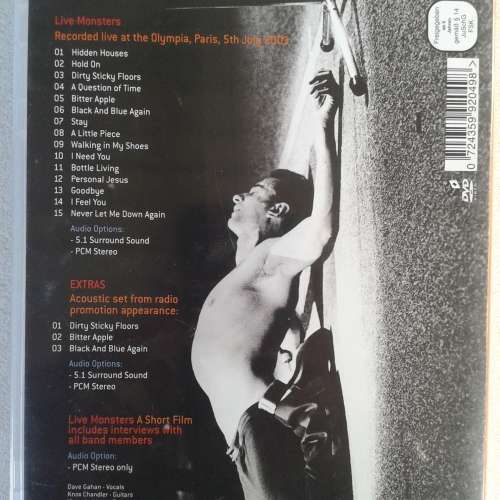 Live Monsters
Recorded live at the Olympia, Paris, 5th July 2003
01 Hidden Houses
02 Hold On
03 Dirty Sticky Floors
04 A Question of Time
05 Bitter Apple
06 Black And Blue Again
07 Stay
08 A Little Piece
09 Walking in My Shoes
10 I Need You
11 Bottle Living
12 Personal Jesus
13 Goodbye
14 I Feel You
15 Never Let Me Down Again
Audio Options:
- 5.1 Surround Sound
- PCM Stereo
EXTRAS
Acoustic set from radio
promotion appearance:
01 Dirty Sticky Floors
02 Bitter Apple
03 Black And Blue Again
Audio Options:
- 5.1 Surround Sound
- PCM Stereo
Live Monsters A Short Film
includes interviews with
all band members
Audio Option:
- PCM Stereo only
Dave Gahan - Vocals
Knox Chandler - Guitars
Freigegeben
gemäß § 14
JuSchG
FSK
0 724359 920498 >
DVD